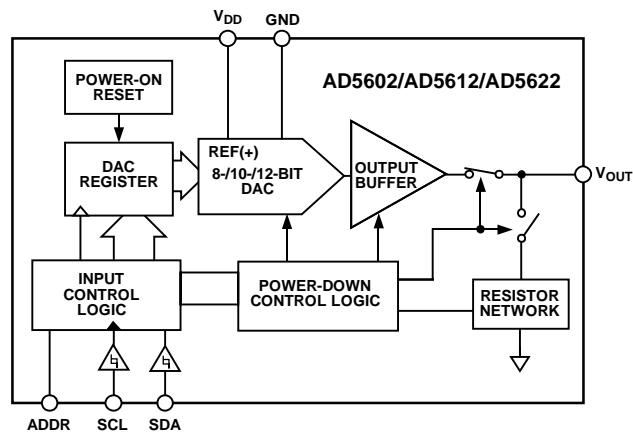 VDD GND
AD5602/AD5612/AD5622
POWER-ON
RESET
DAC
REGISTER
REF(+)
8-/10-/12-BIT
DAC
OUTPUT
BUFFER
VOUT
INPUT
CONTROL
LOGIC
POWER-DOWN
CONTROL LOGIC
RESISTOR
NETWORK
ADDR SCL SDA